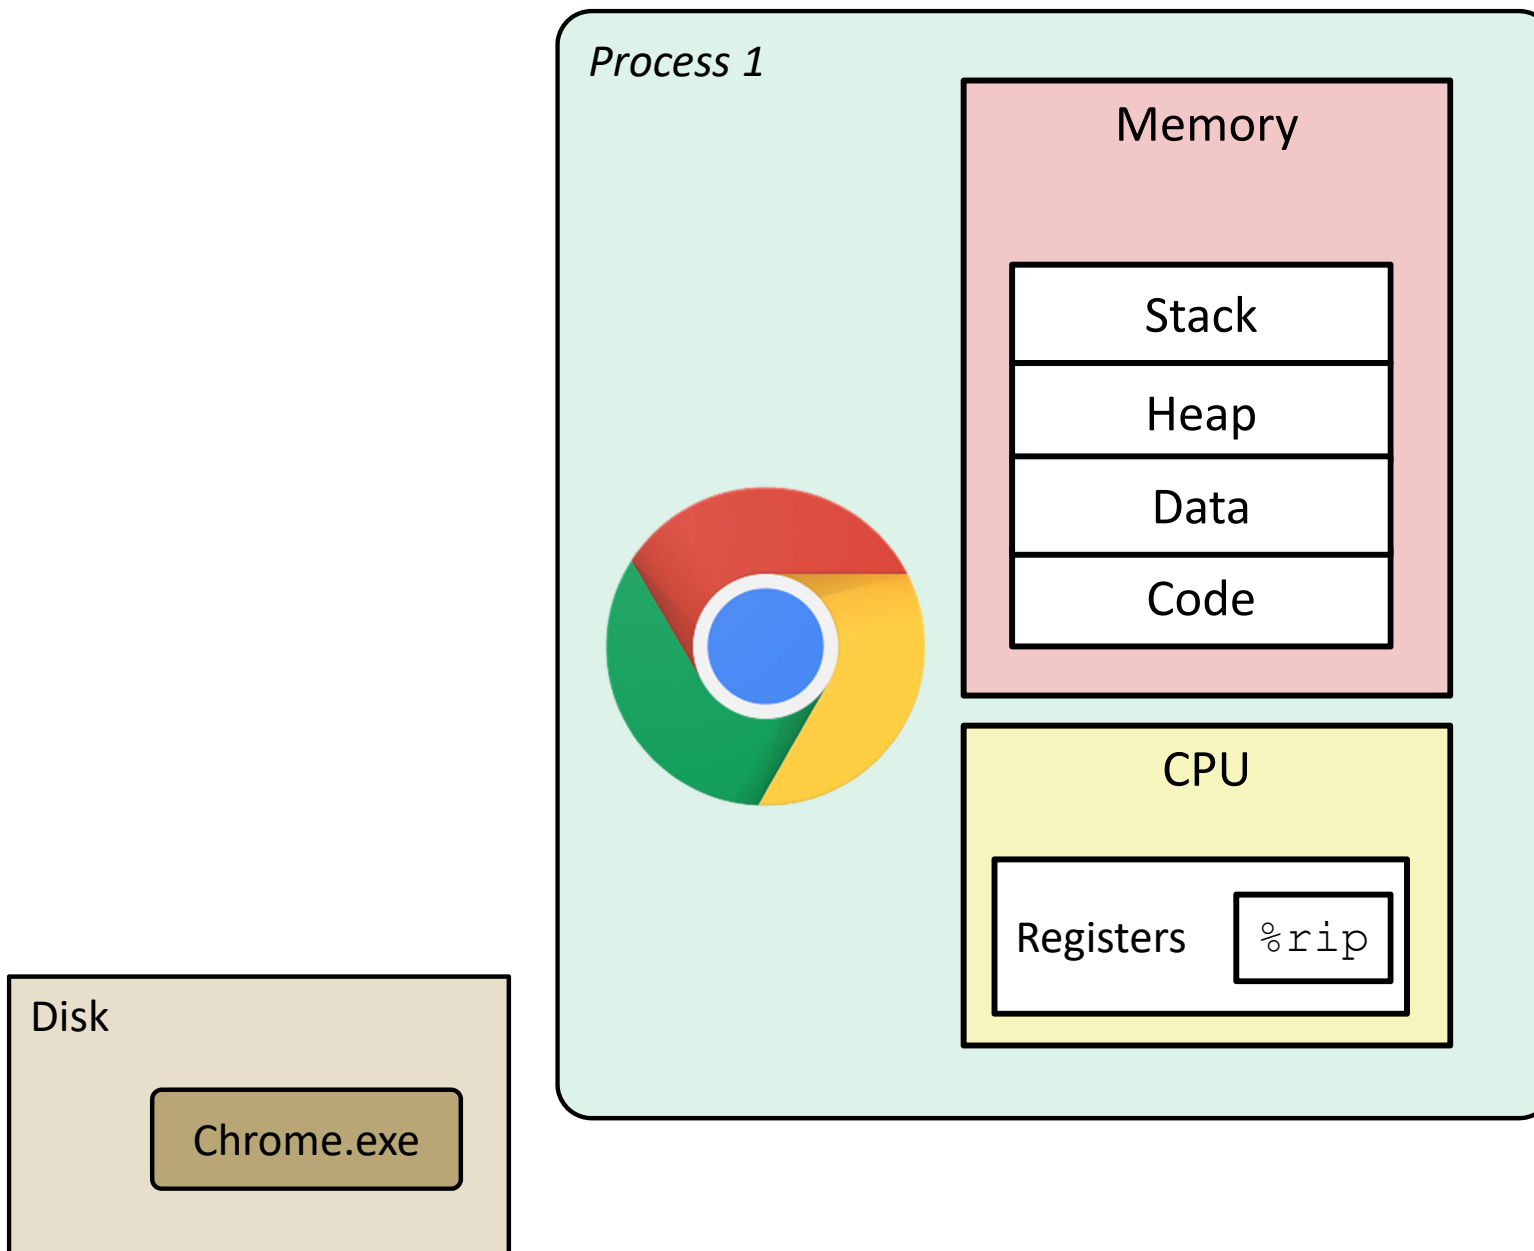 Process 1
Memory
Stack
Heap
Data
Code
CPU
Registers %rip
Disk
Chrome.exe